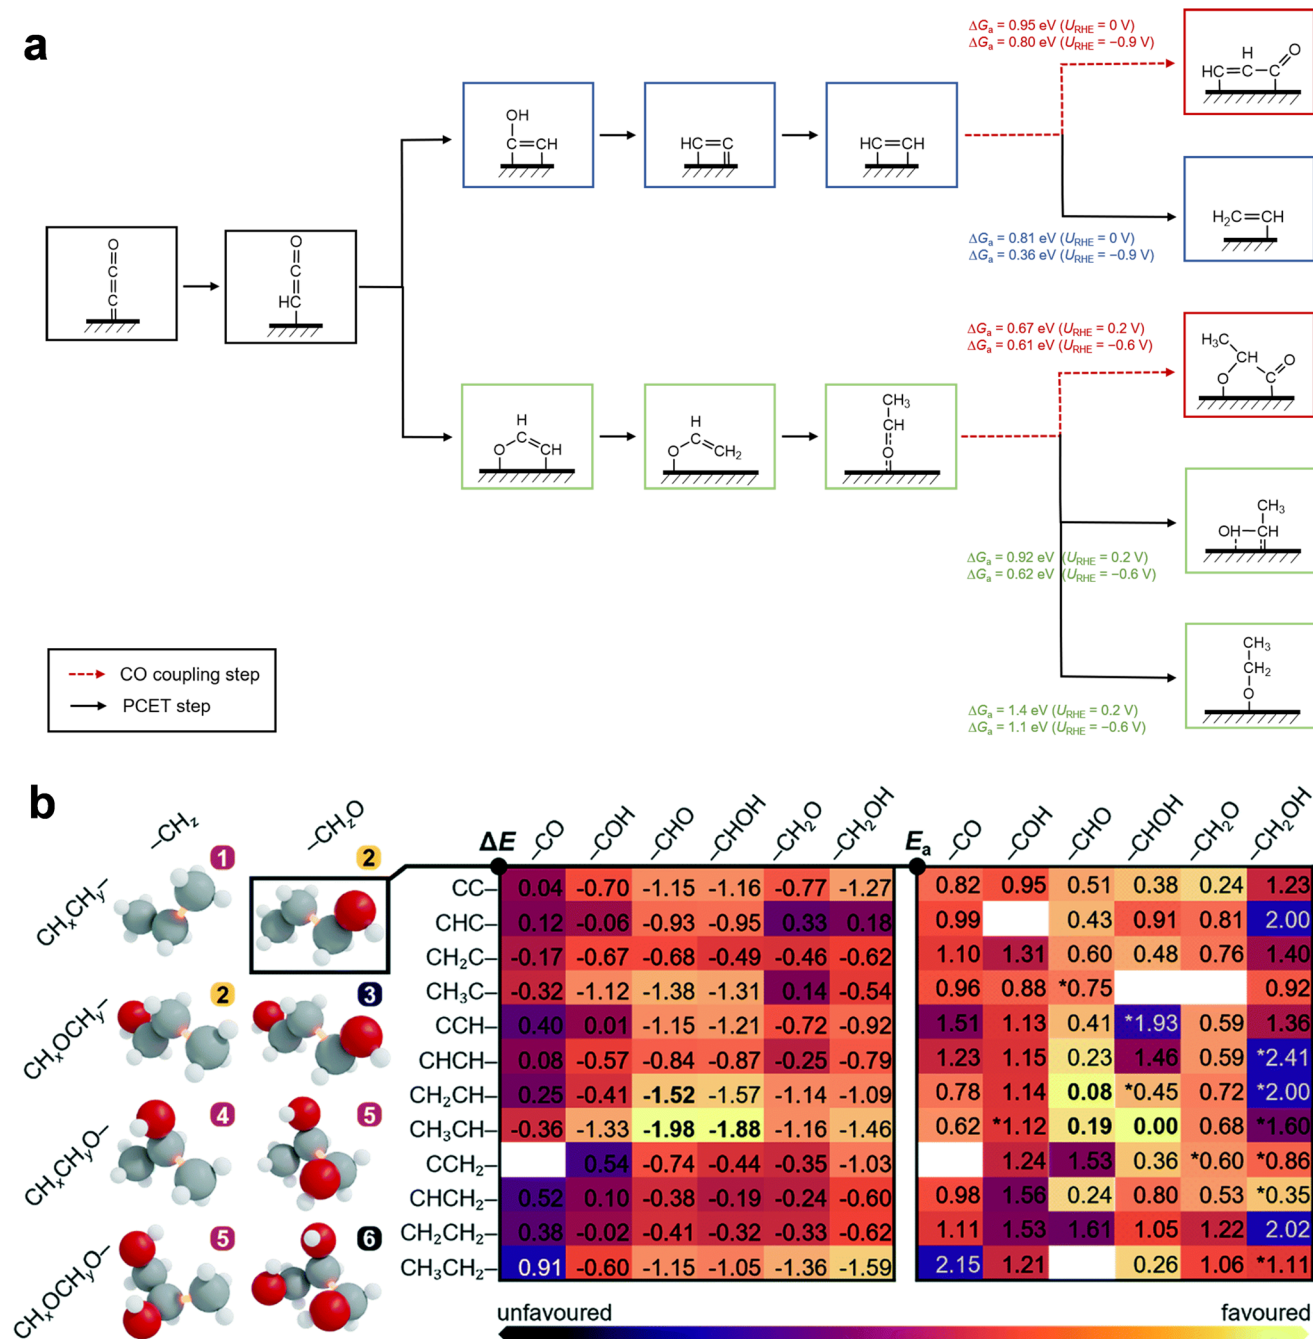 a
ΔGa = 0.95 eV (URHE = 0 V)
ΔGa = 0.80 eV (URHE = −0.9 V)
HC=C H C O
OH
C=CH
HC=C
HC=CH
H2C=CH
ΔGa = 0.81 eV (URHE = 0 V)
ΔGa = 0.36 eV (URHE = −0.9 V)
O
C
C
O
C
HC
ΔGa = 0.67 eV (URHE = 0.2 V)
ΔGa = 0.61 eV (URHE = −0.6 V)
H3C
CH O
O C
H
O C CH
H
O C CH2
CH3
CH
O
CH3
OH CH
ΔGa = 0.92 eV (URHE = 0.2 V)
ΔGa = 0.62 eV (URHE = −0.6 V)
CH3
CH2
O
ΔGa = 1.4 eV (URHE = 0.2 V)
ΔGa = 1.1 eV (URHE = −0.6 V)
CO coupling step
PCET step
b
–CHz –CHzO
CHxCHy– 1 2
CHxOCHy– 2 3
CHxCHyO– 4 5
CHxOCHyO– 5 6
ΔE –CO –COH –CHO –CHOH –CH2O –CH2OH Ea –CO –COH –CHO –CHOH –CH2O –CH2OH
CC– 0.04 -0.70 -1.15 -1.16 -0.77 -1.27 0.82 0.95 0.51 0.38 0.24 1.23
CHC– 0.12 -0.06 -0.93 -0.95 0.33 0.18 0.99 0.43 0.91 0.81 2.00
CH2C– -0.17 -0.67 -0.68 -0.49 -0.46 -0.62 1.10 1.31 0.60 0.48 0.76 1.40
CH3C– -0.32 -1.12 -1.38 -1.31 0.14 -0.54 0.96 0.88 *0.75 0.92
CCH– 0.40 0.01 -1.15 -1.21 -0.72 -0.92 1.51 1.13 0.41 *1.93 0.59 1.36
CHCH– 0.08 -0.57 -0.84 -0.87 -0.25 -0.79 1.23 1.15 0.23 1.46 0.59 *2.41
CH2CH– 0.25 -0.41 -1.52 -1.57 -1.14 -1.09 0.78 1.14 0.08 *0.45 0.72 *2.00
CH3CH– -0.36 -1.33 -1.98 -1.88 -1.16 -1.46 0.62 *1.12 0.19 0.00 0.68 *1.60
CCH2– 0.54 -0.74 -0.44 -0.35 -1.03 1.24 1.53 0.36 *0.60 *0.86
CHCH2– 0.52 0.10 -0.38 -0.19 -0.24 -0.60 0.98 1.56 0.24 0.80 0.53 *0.35
CH2CH2– 0.38 -0.02 -0.41 -0.32 -0.33 -0.62 1.11 1.53 1.61 1.05 1.22 2.02
CH3CH2– 0.91 -0.60 -1.15 -1.05 -1.36 -1.59 2.15 1.21 0.26 1.06 *1.11
unfavoured favoured